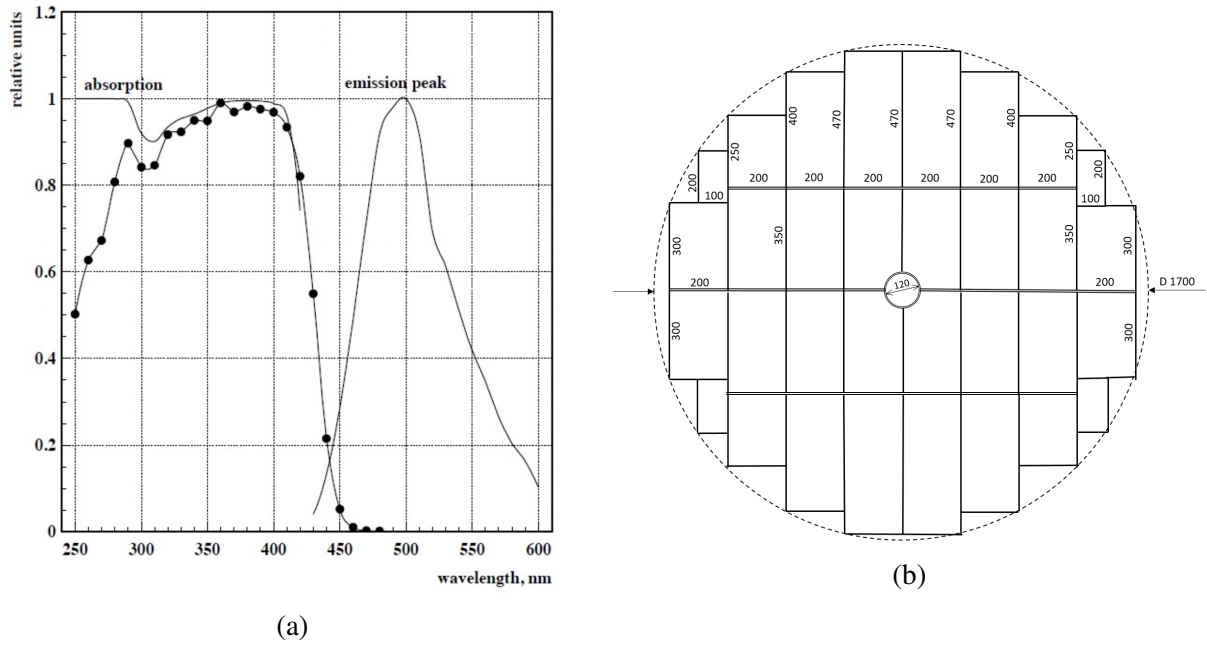 relative units
1.2
1
0.8
0.6
0.4
0.2
0
absorption
emission peak
250 300 350 400 450 500 550 600
wavelength, nm
(a)
400 470 470 470 400
250 250
200 200
200 200 200 200 200 200
100 100
300 350 350 300
200 120 200
D 1700
300 300
(b)